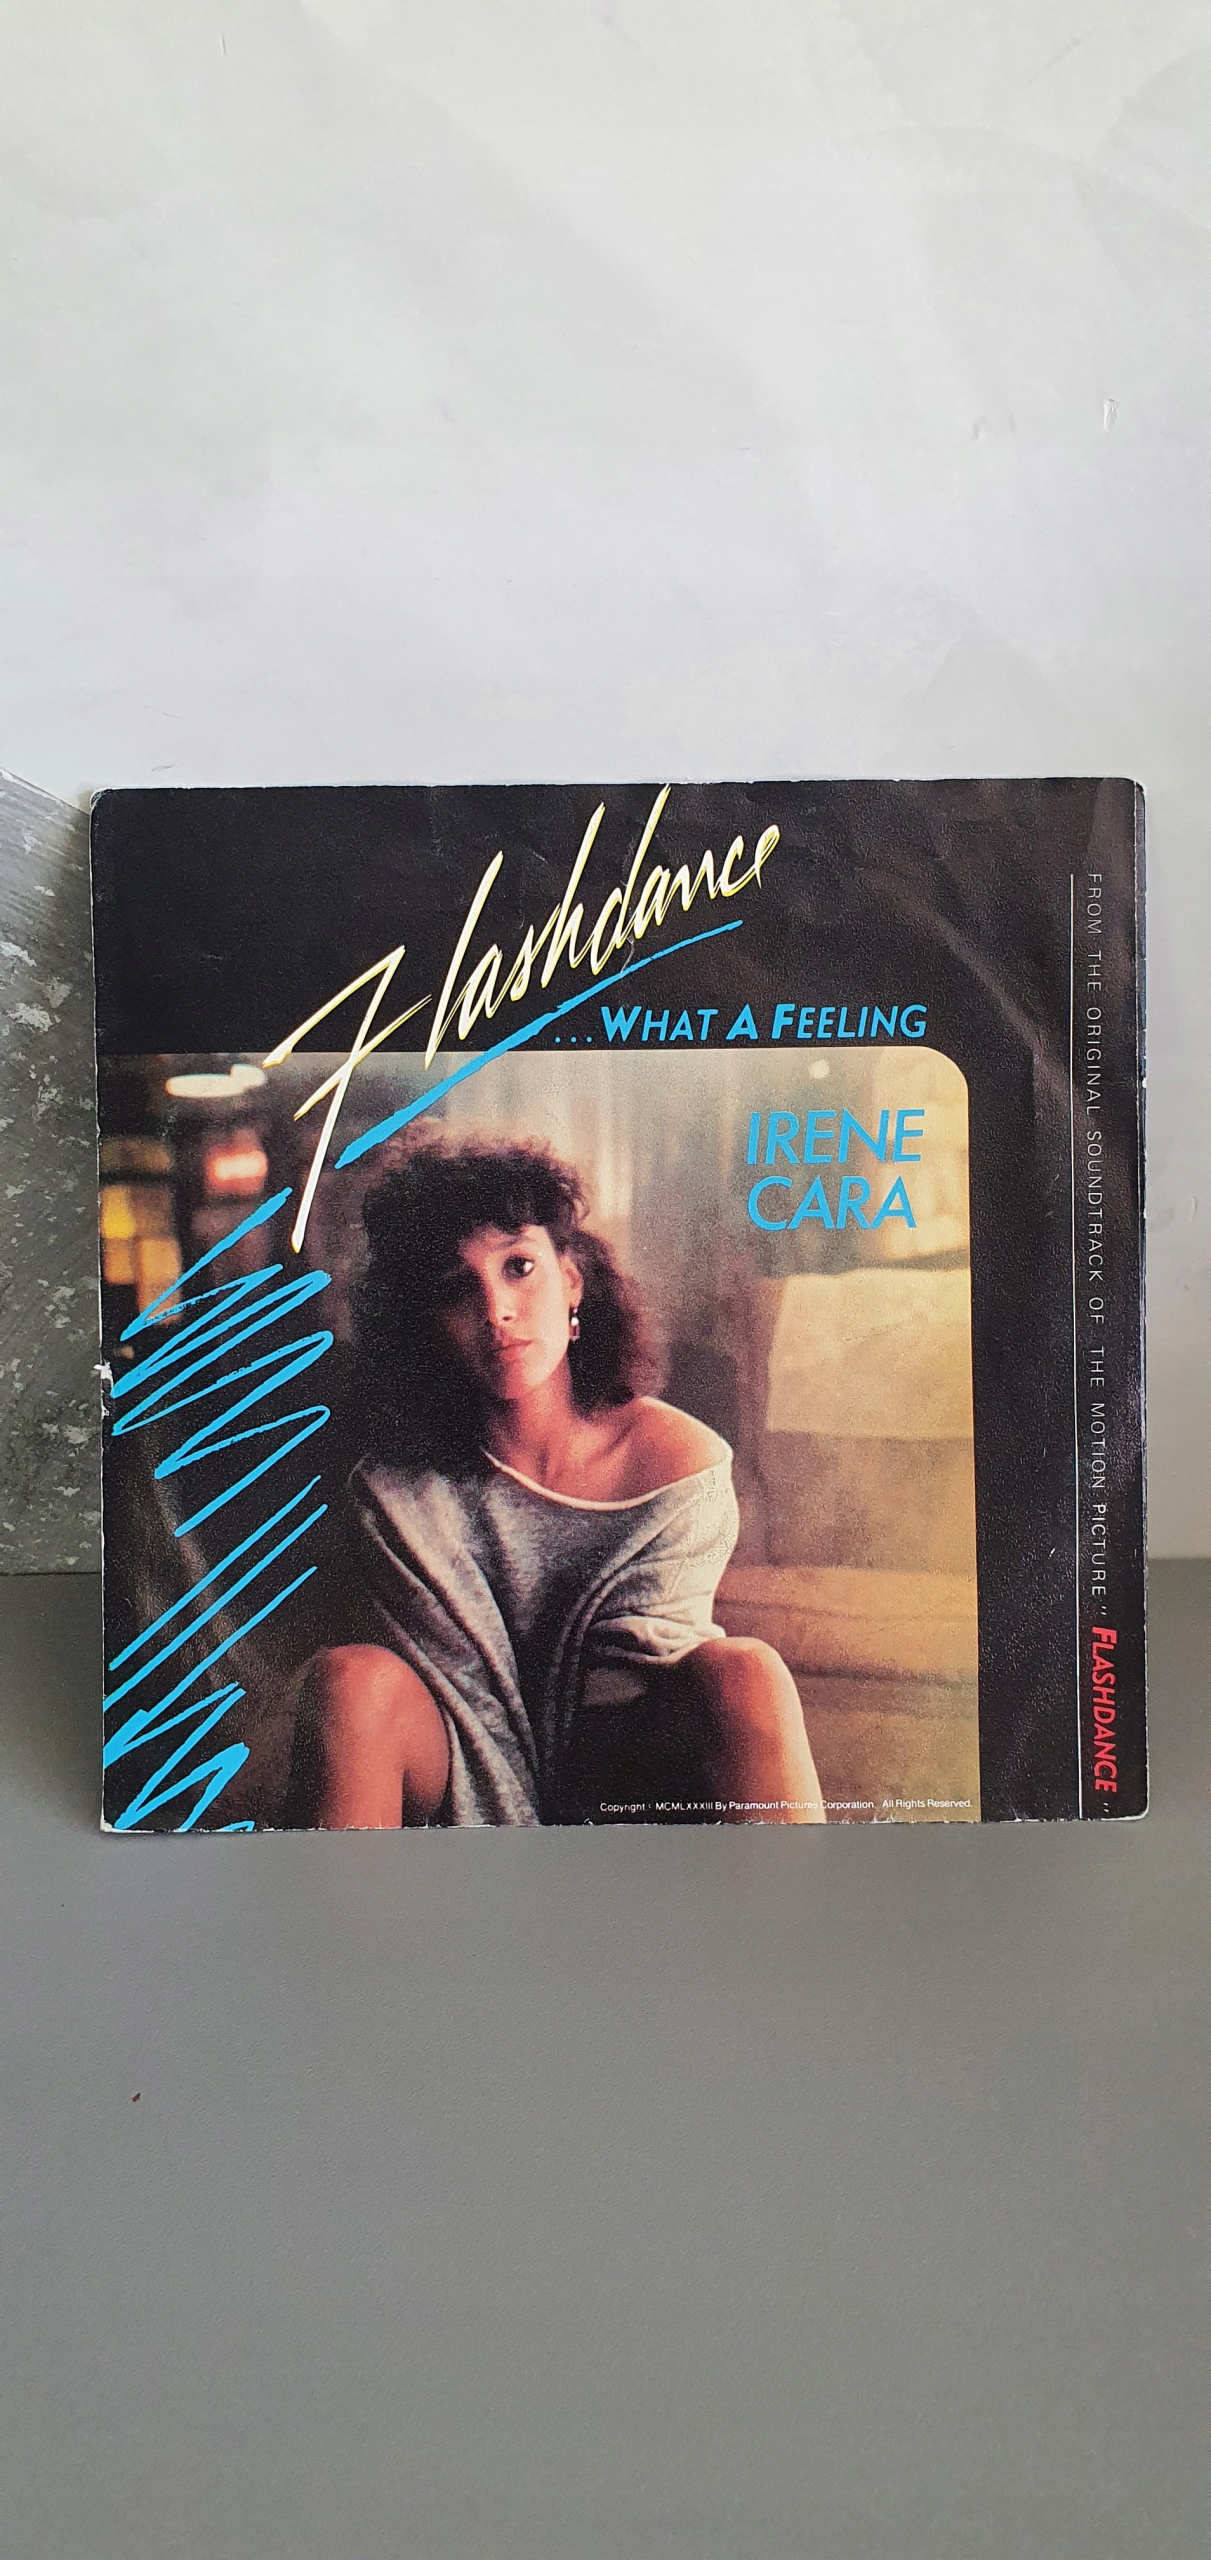 Flashdance
...WHAT A FEELING
IRENE
CARA
FROM THE ORIGINAL SOUNDTRACK OF THE MOTION PICTURE " FLASHDANCE "
Copyright © MCMLXXXIII By Paramount Pictures Corporation. All Rights Reserved.